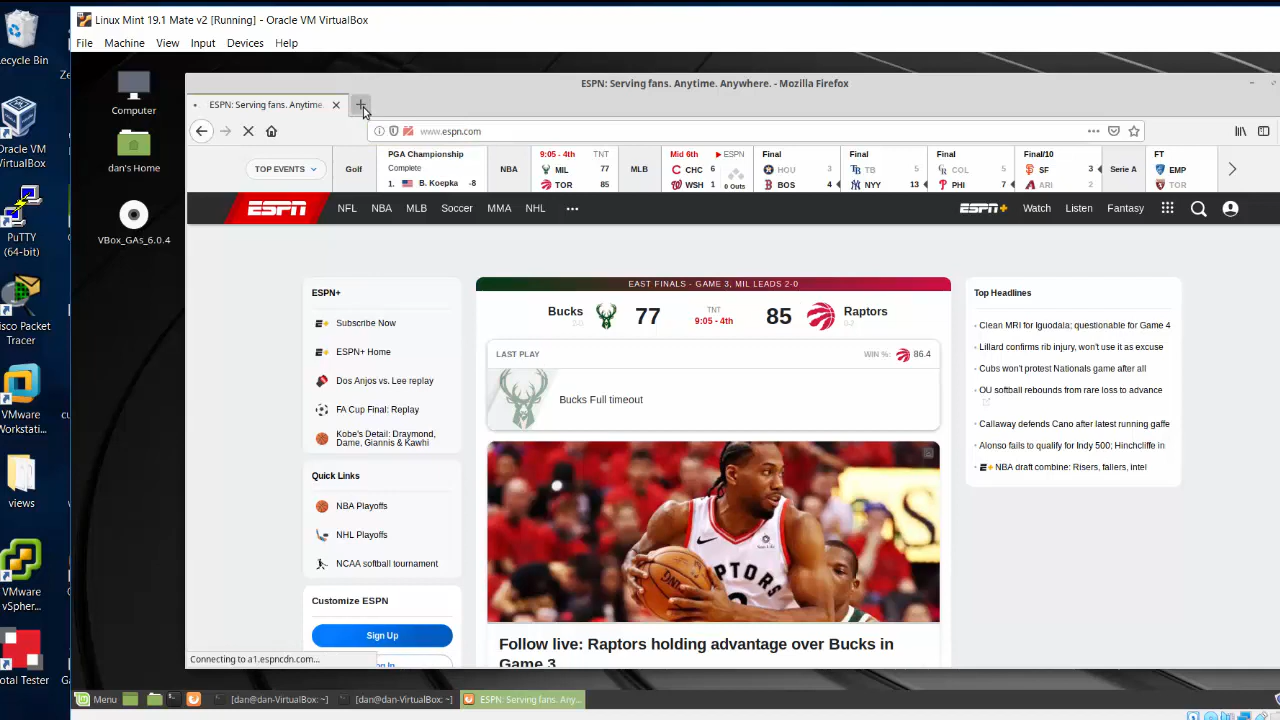 Linux Mint 19.1 Mate v2 [Running] - Oracle VM VirtualBox
File Machine View Input Devices Help
ecycle Bin
Oracle VM
VirtualBox
PuTTY
(64-bit)
isco Packet
Tracer
VMware
Workstati...
views
VMware
vSpher...
otal Tester
Computer
dan's Home
VBox_GAs_6.0.4
ESPN: Serving fans. Anytime. Anywhere. - Mozilla Firefox
ESPN: Serving fans. Anytime.
www.espn.com
TOP EVENTS
Golf
PGA Championship
Complete
1. B. Koepka -8
NBA
9:05 - 4th TNT
MIL 77
TOR 85
MLB
Mid 6th ▶ESPN
CHC 6
WSH 1
0 Outs
Final
HOU 3
BOS 4
Final
TB 5
NYY 13
Final
COL 5
PHI 7
Final/10
SF 3
ARI 2
Serie A
FT
EMP
TOR
ESPN NFL NBA MLB Soccer MMA NHL ••• ESPN+ Watch Listen Fantasy
ESPN+
Subscribe Now
ESPN+ Home
Dos Anjos vs. Lee replay
FA Cup Final: Replay
Kobe's Detail: Draymond,
Dame, Giannis & Kawhi
Quick Links
NBA Playoffs
NHL Playoffs
NCAA softball tournament
Customize ESPN
Sign Up
EAST FINALS - GAME 3, MIL LEADS 2-0
Bucks 77 TNT 85 Raptors
2-0 9:05 - 4th 0-2
LAST PLAY WIN %: 86.4
Bucks Full timeout
RAPTORS
Follow live: Raptors holding advantage over Bucks in
Game 3
Top Headlines
Clean MRI for Iguodala; questionable for Game 4
Lillard confirms rib injury, won't use it as excuse
Cubs won't protest Nationals game after all
OU softball rebounds from rare loss to advance
Callaway defends Cano after latest running gaffe
Alonso fails to qualify for Indy 500; Hinchcliffe in
E+ NBA draft combine: Risers, fallers, intel
Connecting to a1.espncdn.com...
Menu [dan@dan-VirtualBox: ~] [dan@dan-VirtualBox: ~] ESPN: Serving fans. Any...